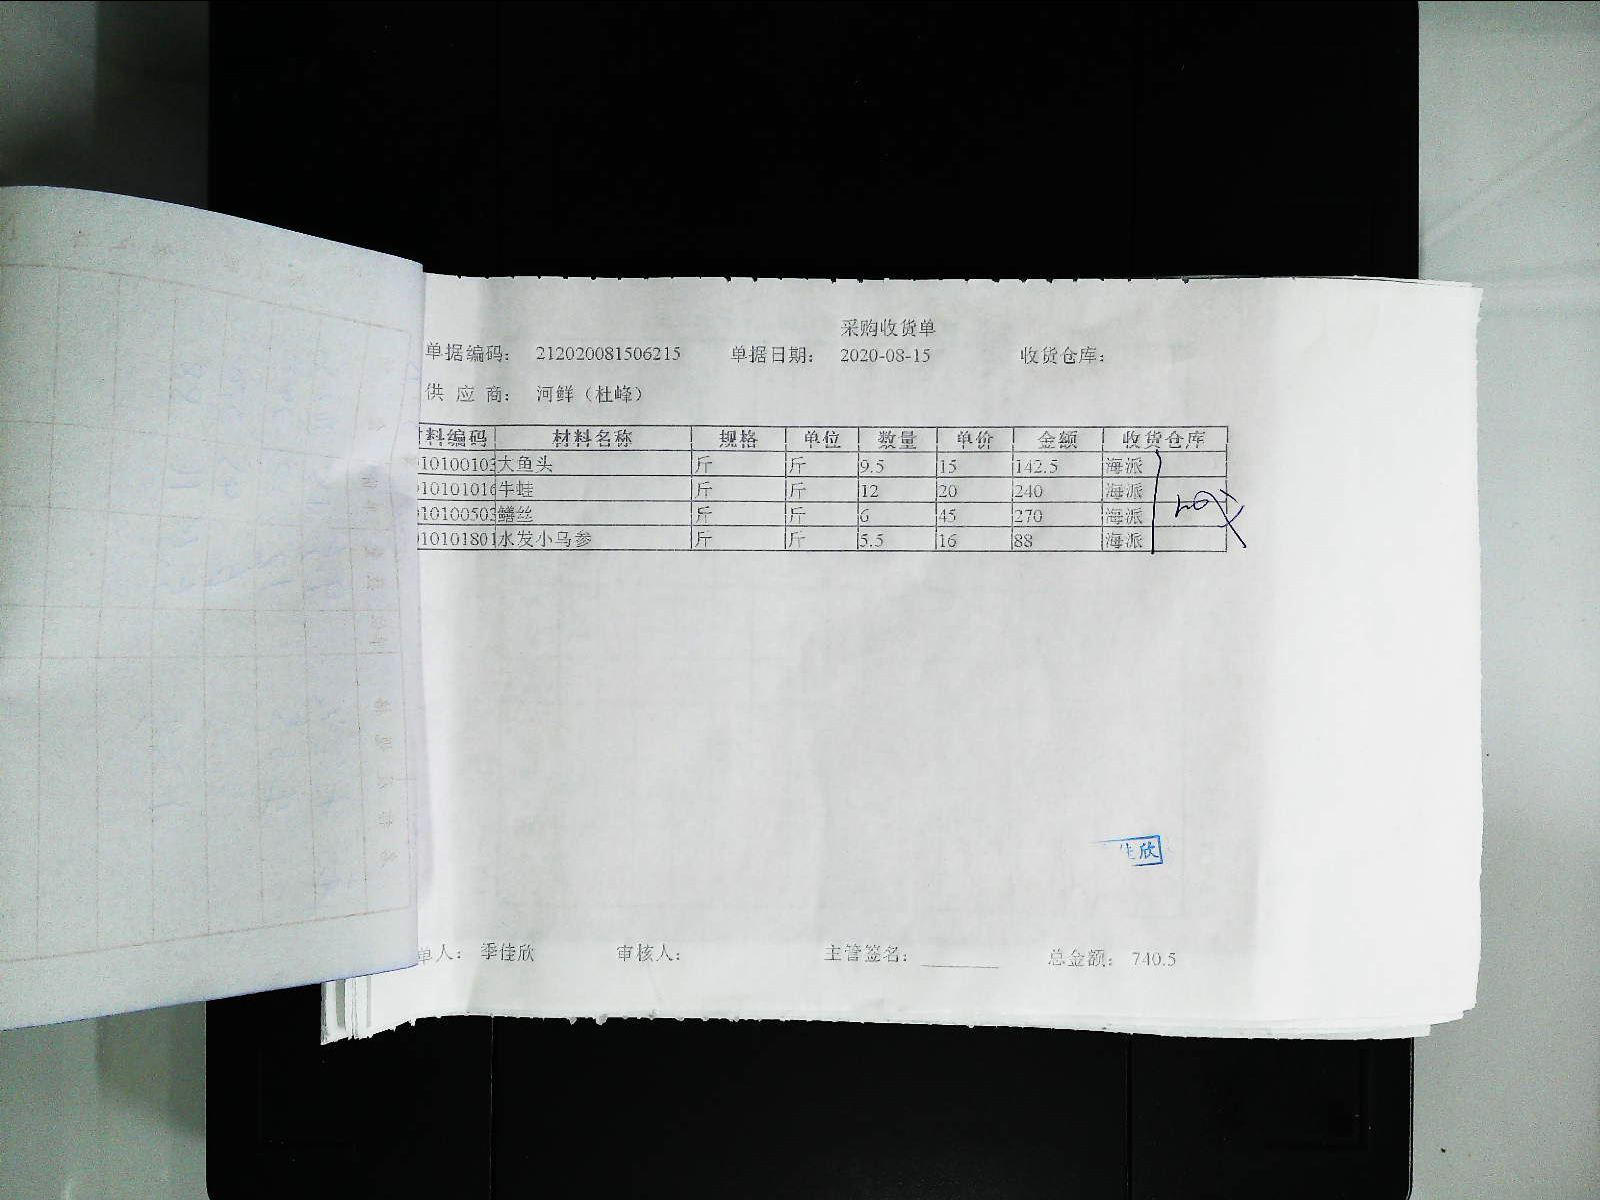 采购收货单
单据编码： 212020081506215 单据日期： 2020-08-15 收货仓库：
供 应 商： 河鲜（杜峰）
料编码 材料名称 规格 单位 数量 单价 金额 收货仓库
大鱼头 斤 斤 9.5 15 142.5 海派
10101016 牛蛙 斤 斤 12 20 240 海派
鳝丝 斤 斤 6 45 270 海派
10101801 水发小乌参 斤 斤 5.5 16 88 海派
欣
单人： 季佳欣 审核人： 主管签名： 总金额： 740.5